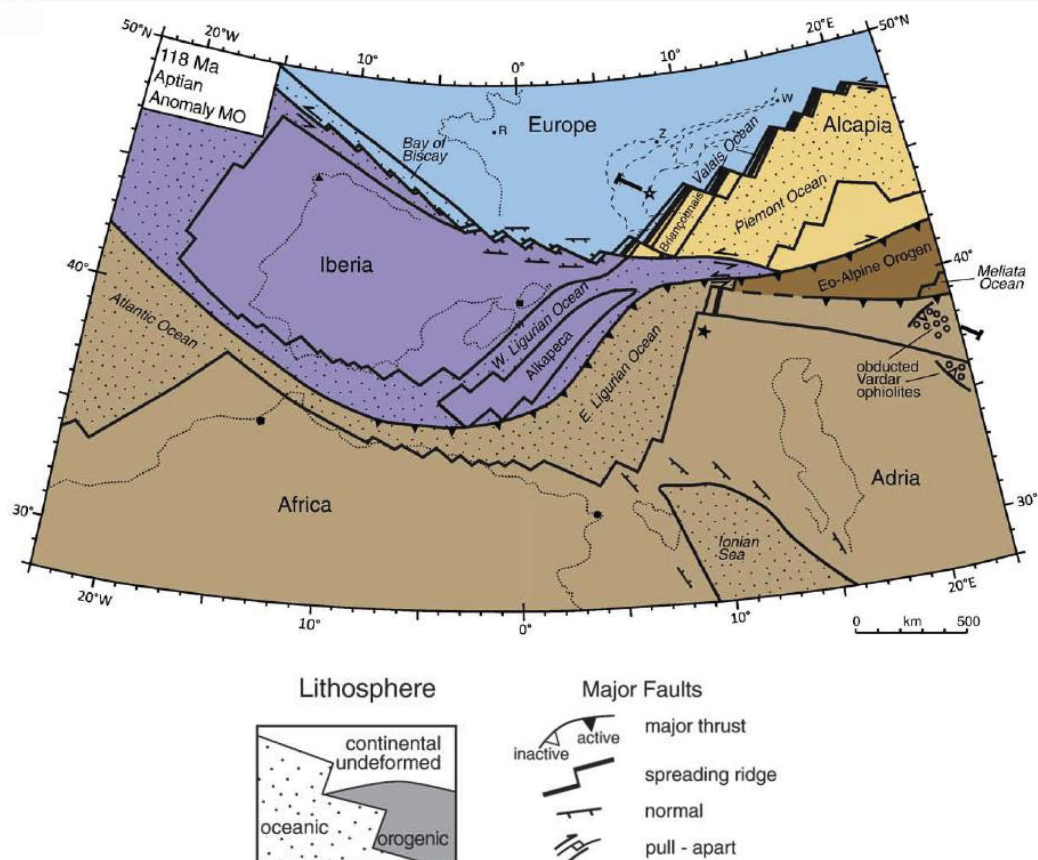 50°N
20°W
10°
0°
10°
20°E
50°N
118 Ma
Aptian
Anomaly MO
R
Europe
W
Z
Bay of
Biscay
Valais Ocean
Alcapia
Briançonnais
Piemont Ocean
40°
Iberia
Eo-Alpine Orogen
40°
Meliata
Ocean
Atlantic Ocean
W. Ligurian Ocean
Alkapeca
E. Ligurian Ocean
obducted
Vardar
ophiolites
Africa
Adria
30°
30°
Ionian
Sea
20°W
10°
0°
10°
20°E
0 km 500
Lithosphere
Major Faults
continental
undeformed
oceanic
orogenic
inactive
active
major thrust
spreading ridge
normal
pull - apart